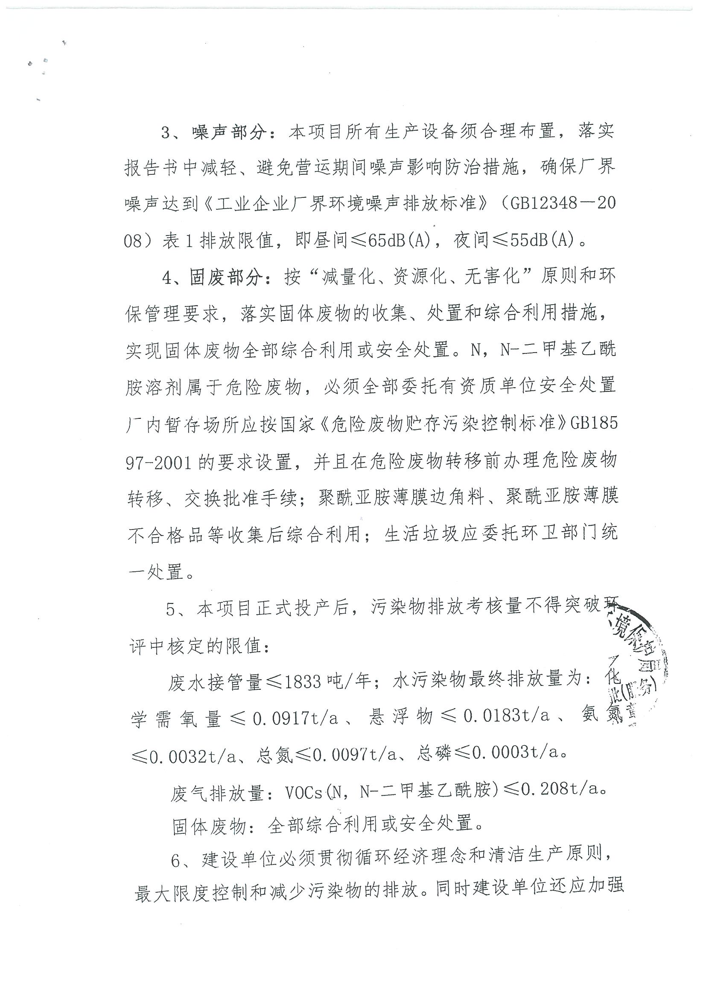 3、噪声部分：本项目所有生产设备须合理布置，落实
报告书中减轻、避免营运期间噪声影响防治措施，确保厂界
噪声达到《工业企业厂界环境噪声排放标准》（GB12348—20
08）表1排放限值，即昼间≤65dB(A)，夜间≤55dB(A)。
4、固废部分：按“减量化、资源化、无害化”原则和环
保管理要求，落实固体废物的收集、处置和综合利用措施，
实现固体废物全部综合利用或安全处置。N，N-二甲基乙酰
胺溶剂属于危险废物，必须全部委托有资质单位安全处置
厂内暂存场所应按国家《危险废物贮存污染控制标准》GB185
97-2001的要求设置，并且在危险废物转移前办理危险废物
转移、交换批准手续；聚酰亚胺薄膜边角料、聚酰亚胺薄膜
不合格品等收集后综合利用；生活垃圾应委托环卫部门统
一处置。
5、本项目正式投产后，污染物排放考核量不得突破环
评中核定的限值：
废水接管量≤1833吨/年；水污染物最终排放量为：化
学需氧量≤0.0917t/a、悬浮物≤0.0183t/a、氨氮
≤0.0032t/a、总氮≤0.0097t/a、总磷≤0.0003t/a。
废气排放量：VOCs(N，N-二甲基乙酰胺)≤0.208t/a。
固体废物：全部综合利用或安全处置。
6、建设单位必须贯彻循环经济理念和清洁生产原则，
最大限度控制和减少污染物的排放。同时建设单位还应加强
境保
局
(服务)